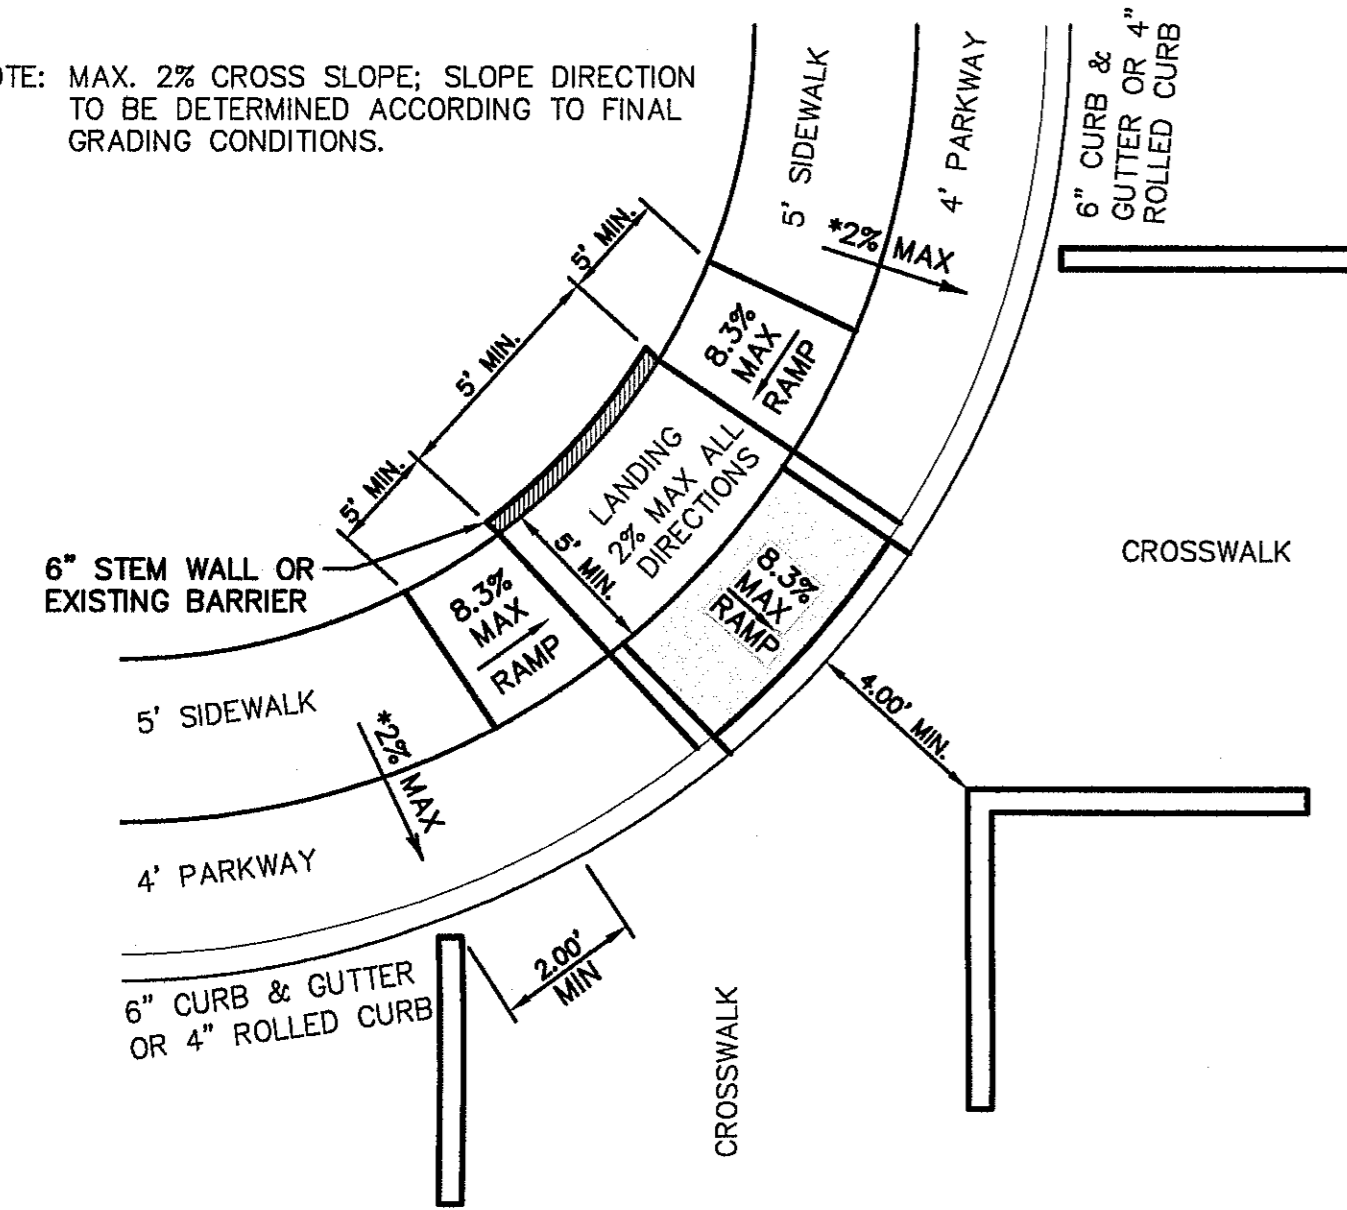 OTE: MAX. 2% CROSS SLOPE; SLOPE DIRECTION
TO BE DETERMINED ACCORDING TO FINAL
GRADING CONDITIONS.
5' SIDEWALK
4' PARKWAY
6" CURB &
GUTTER OR 4"
ROLLED CURB
*2% MAX
5' MIN.
5' MIN.
5' MIN.
8.3%
MAX
RAMP
LANDING
2% MAX ALL
DIRECTIONS
5' MIN.
6" STEM WALL OR
EXISTING BARRIER
8.3%
MAX
RAMP
8.3%
MAX
RAMP
CROSSWALK
4.00' MIN.
5' SIDEWALK
*2% MAX
4' PARKWAY
6" CURB & GUTTER
OR 4" ROLLED CURB
2.00'
MIN
CROSSWALK